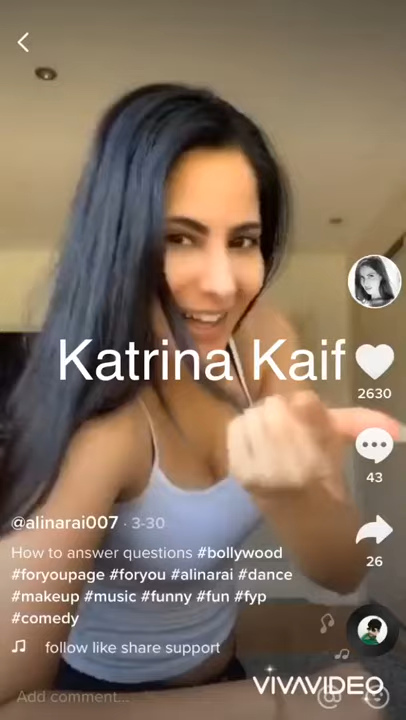 Katrina Kaif
2630
43
@alinarai007 · 3-30
26
How to answer questions #bollywood
#foryoupage #foryou #alinarai #dance
#makeup #music #funny #fun #fyp
#comedy
follow like share support
VIVAVIDEO
Add comment...